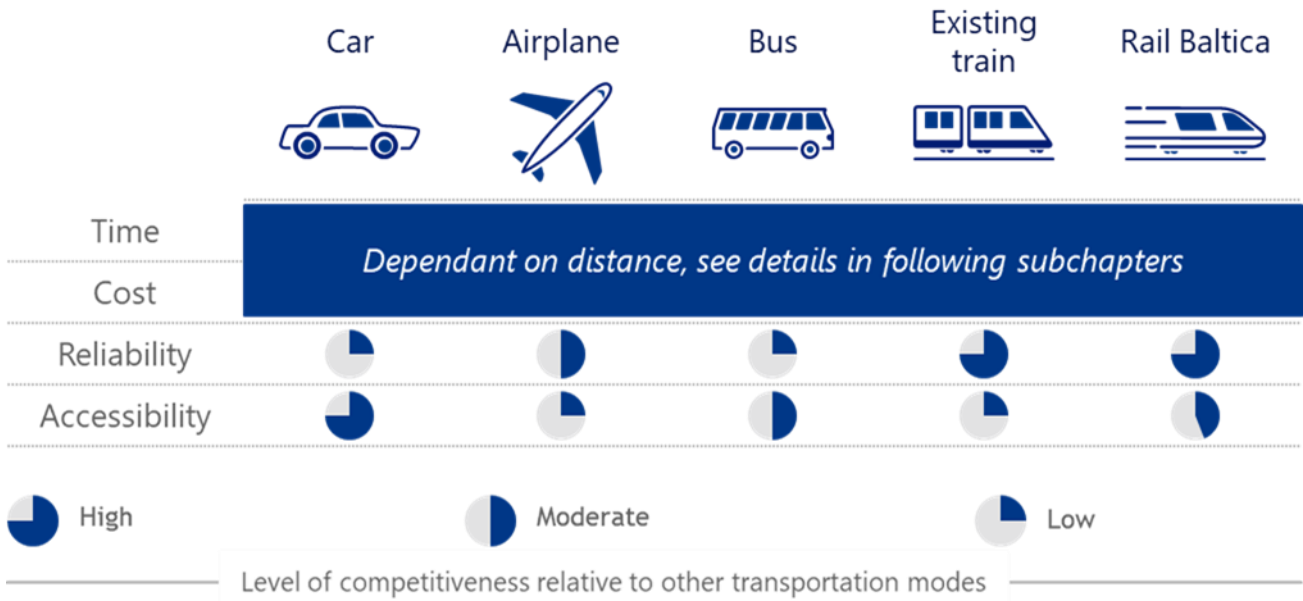 Car
Airplane
Bus
Existing
train
Rail Baltica
Time
Cost
Dependant on distance, see details in following subchapters
Reliability
Accessibility
High
Moderate
Low
Level of competitiveness relative to other transportation modes